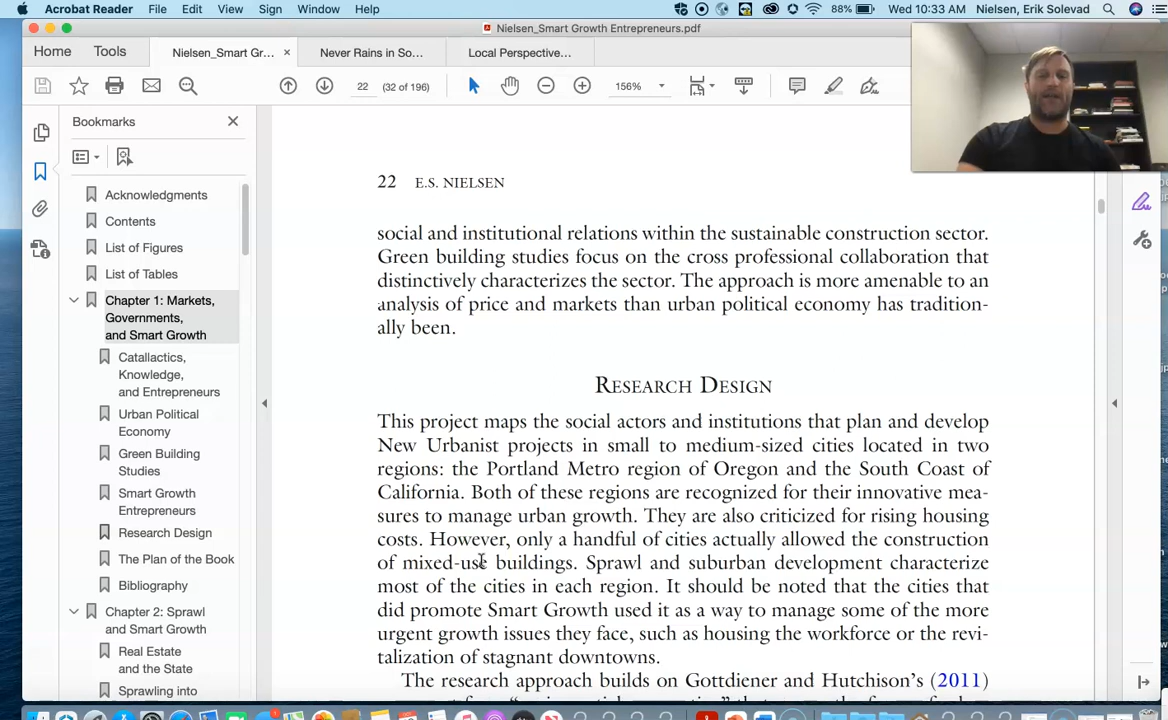 Acrobat Reader File Edit View Sign Window Help 88% Wed 10:33 AM Nielsen, Erik Solevad
Nielsen_Smart Growth Entrepreneurs.pdf
Home Tools Nielsen_Smart Gr... × Never Rains in So... Local Perspective...
22 (32 of 196) 156%
Bookmarks
Acknowledgments
Contents
List of Figures
List of Tables
Chapter 1: Markets,
Governments,
and Smart Growth
Catallactics,
Knowledge,
and Entrepreneurs
Urban Political
Economy
Green Building
Studies
Smart Growth
Entrepreneurs
Research Design
The Plan of the Book
Bibliography
Chapter 2: Sprawl
and Smart Growth
Real Estate
and the State
Sprawling into
22 E.S. NIELSEN
social and institutional relations within the sustainable construction sector.
Green building studies focus on the cross professional collaboration that
distinctively characterizes the sector. The approach is more amenable to an
analysis of price and markets than urban political economy has tradition-
ally been.
RESEARCH DESIGN
This project maps the social actors and institutions that plan and develop
New Urbanist projects in small to medium-sized cities located in two
regions: the Portland Metro region of Oregon and the South Coast of
California. Both of these regions are recognized for their innovative mea-
sures to manage urban growth. They are also criticized for rising housing
costs. However, only a handful of cities actually allowed the construction
of mixed-use buildings. Sprawl and suburban development characterize
most of the cities in each region. It should be noted that the cities that
did promote Smart Growth used it as a way to manage some of the more
urgent growth issues they face, such as housing the workforce or the revi-
talization of stagnant downtowns.
The research approach builds on Gottdiener and Hutchison's (2011)